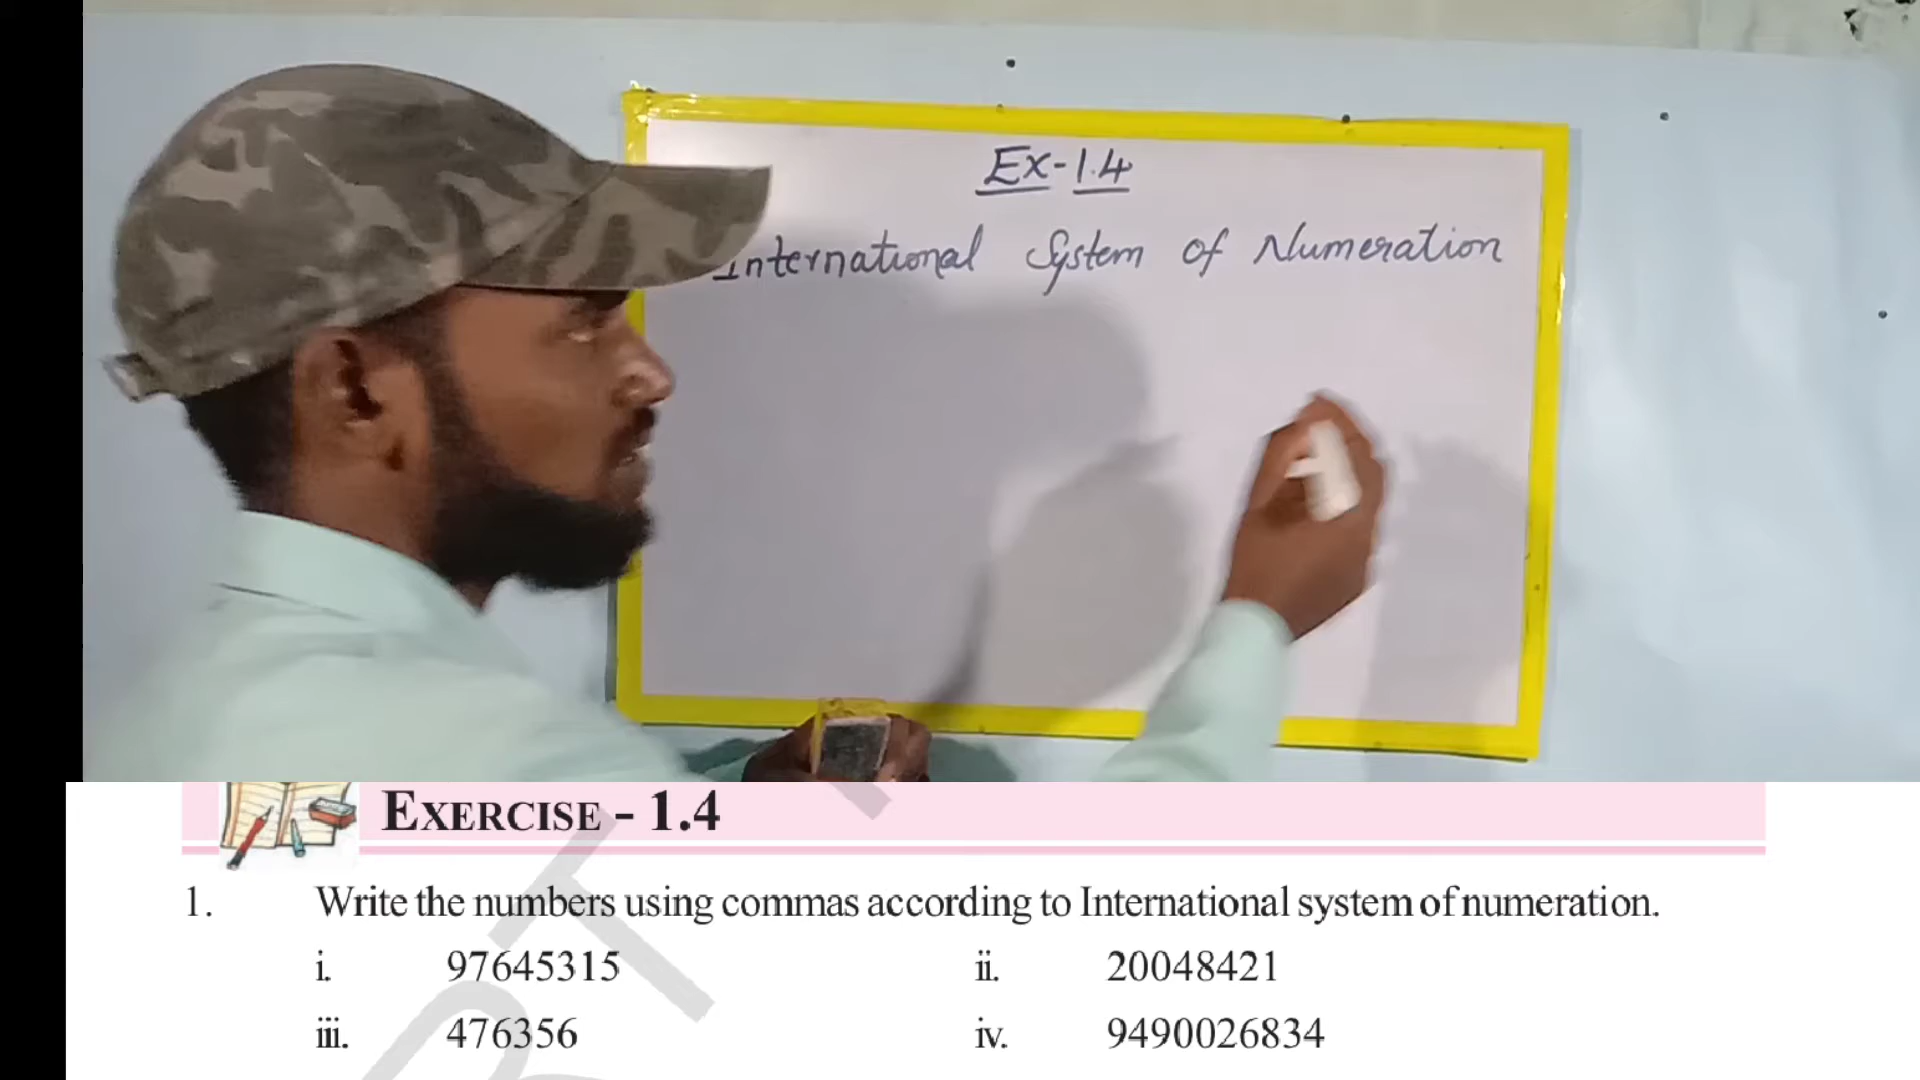 Ex-1.4
International System of Numeration
EXERCISE - 1.4
1. Write the numbers using commas according to International system of numeration.
i. 97645315 ii. 20048421
iii. 476356 iv. 9490026834